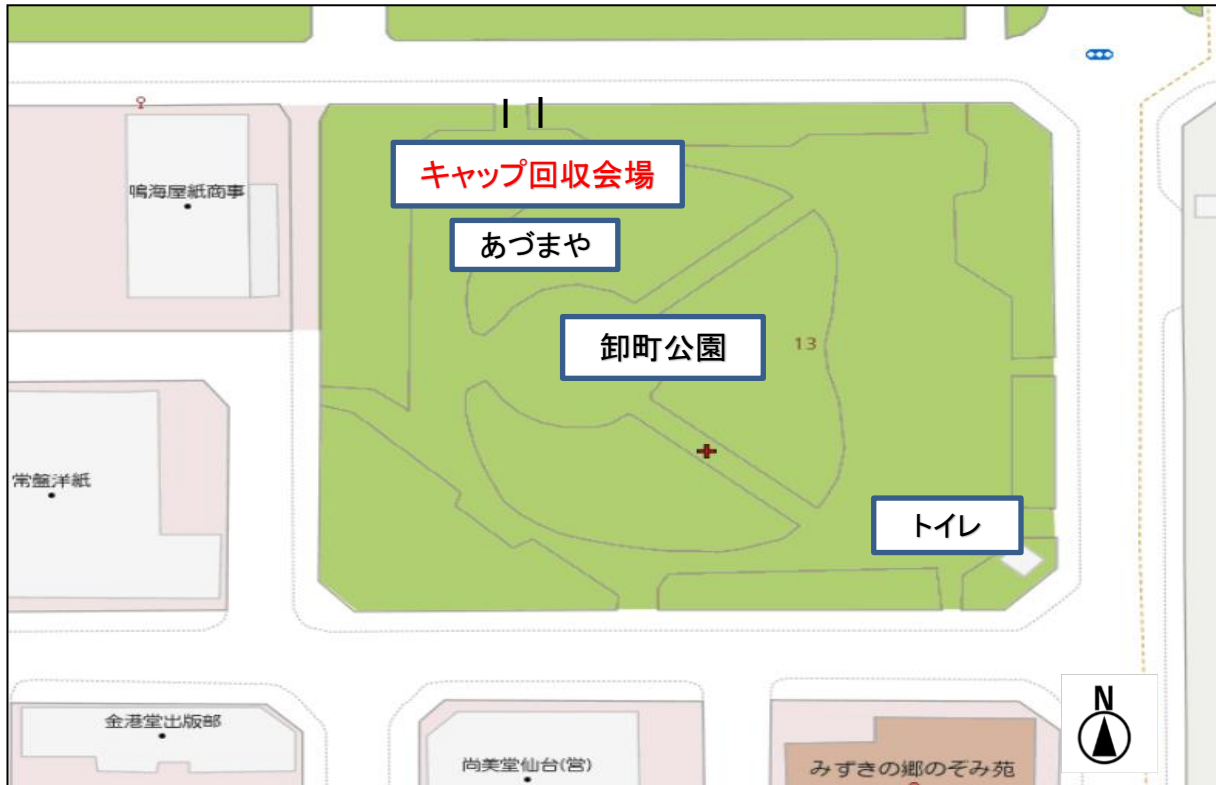 キャップ回収会場
鳴海屋紙商事
あづまや
卸町公園
13
常盤洋紙
トイレ
N
金港堂出版部
尚美堂仙台(営)
みずきの郷のぞみ苑